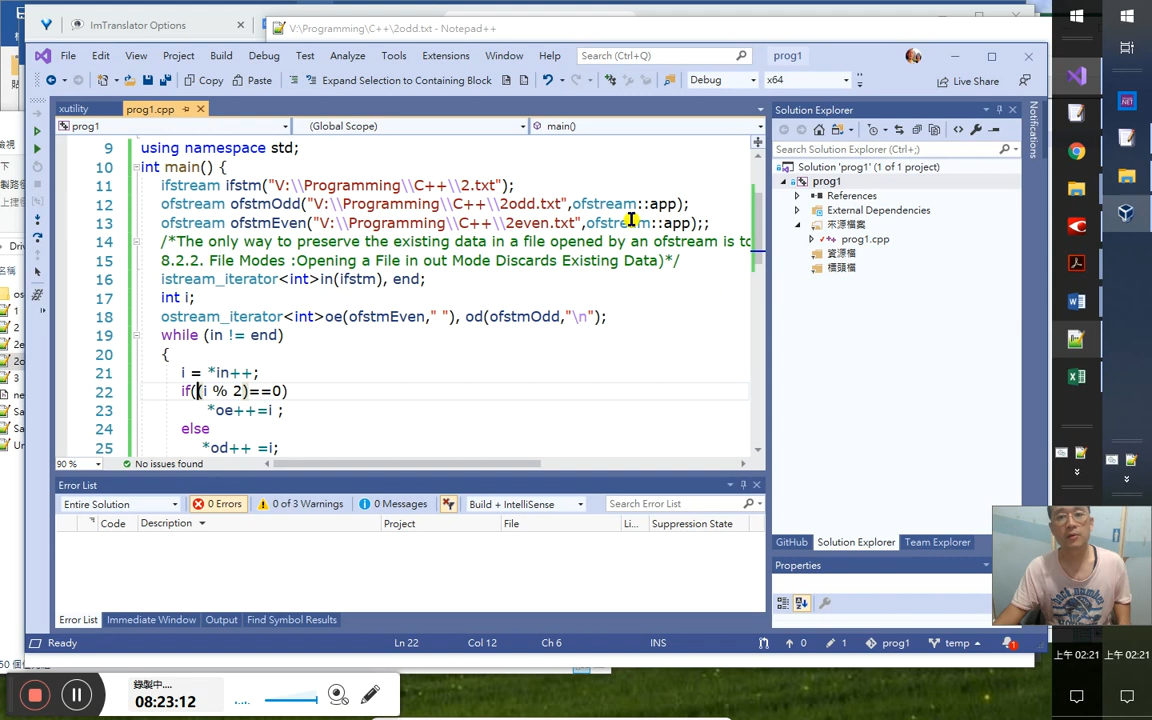 ImTranslator Options
V:\Programming\C++\2odd.txt - Notepad++
File Edit View Project Build Debug Team Tools
Test Analyze Tools Extensions Window Help Search (Ctrl+Q) prog1
Copy Paste Expand Selection to Containing Block Debug x64 Live Share
xutility prog1.cpp
prog1 (Global Scope) main()
9 using namespace std;
10 int main() {
11 ifstream ifstm("V:\\Programming\\C++\\2.txt");
12 ofstream ofstmOdd("V:\\Programming\\C++\\2odd.txt",ofstream::app);
13 ofstream ofstmEven("V:\\Programming\\C++\\2even.txt",ofstream::app);;
14 /*The only way to preserve the existing data in a file opened by an ofstream is to
15 8.2.2. File Modes :Opening a File in out Mode Discards Existing Data)*/
16 istream_iterator<int>in(ifstm), end;
17 int i;
18 ostream_iterator<int>oe(ofstmEven," "), od(ofstmOdd,"\n");
19 while (in != end)
20 {
21 i = *in++;
22 if((i % 2)==0)
23 *oe++=i ;
24 else
25 *od++ =i;
90 % No issues found
Error List
Entire Solution 0 Errors 0 of 3 Warnings 0 Messages Build + IntelliSense Search Error List
Code Description Project File Li... Suppression State
Error List Immediate Window Output Find Symbol Results
Solution Explorer
Search Solution Explorer (Ctrl+;)
Solution 'prog1' (1 of 1 project)
prog1
References
External Dependencies
來源檔
prog1.cpp
資源檔
標頭檔
Notifications
GitHub Solution Explorer Team Explorer
Properties
Ready Ln 22 Col 12 Ch 6 INS 0 1 prog1 temp 1
錄製中....
08:23:12
上午 02:21 上午 02:21